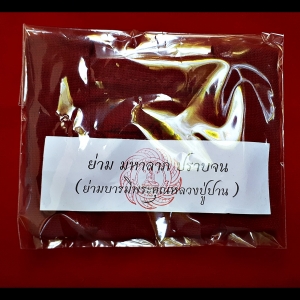 ย่าม มหาลาภ ปราบจน
(ย่ามบารมีพระคุณหลวงปู่ปาน)